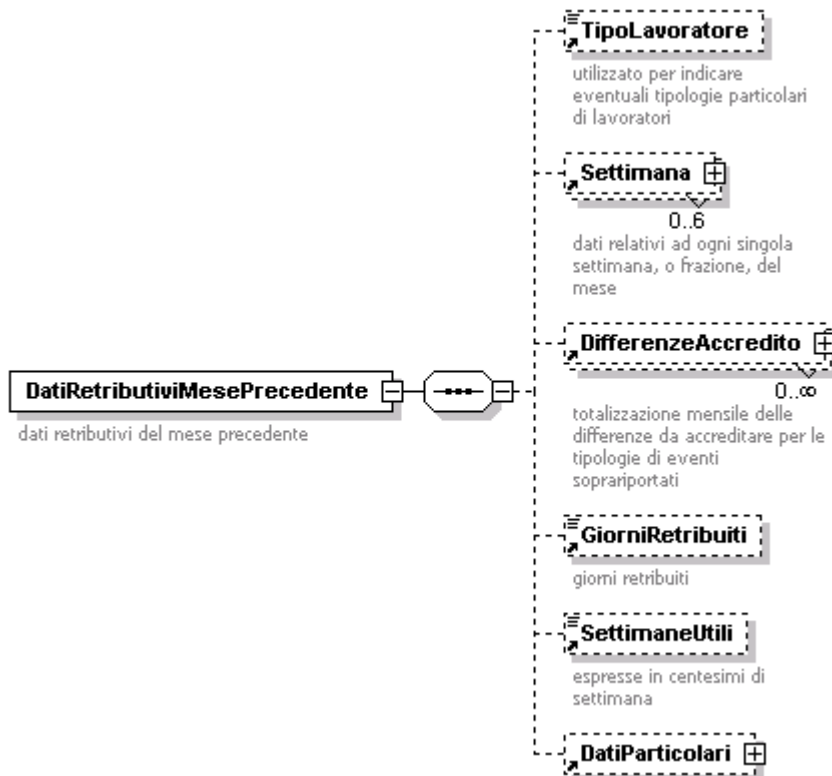 TipoLavoratore
utilizzato per indicare
eventuali tipologie particolari
di lavoratori
Settimana
0..6
dati relativi ad ogni singola
settimana, o frazione, del
mese
DifferenzeAccredito
0..∞
totalizzazione mensile delle
differenze da accreditare per le
tipologie di eventi
soprariportati
DatiRetributiviMesePrecedente
dati retributivi del mese precedente
GiorniRetribuiti
giorni retribuiti
SettimaneUtili
espresse in centesimi di
settimana
DatiParticolari